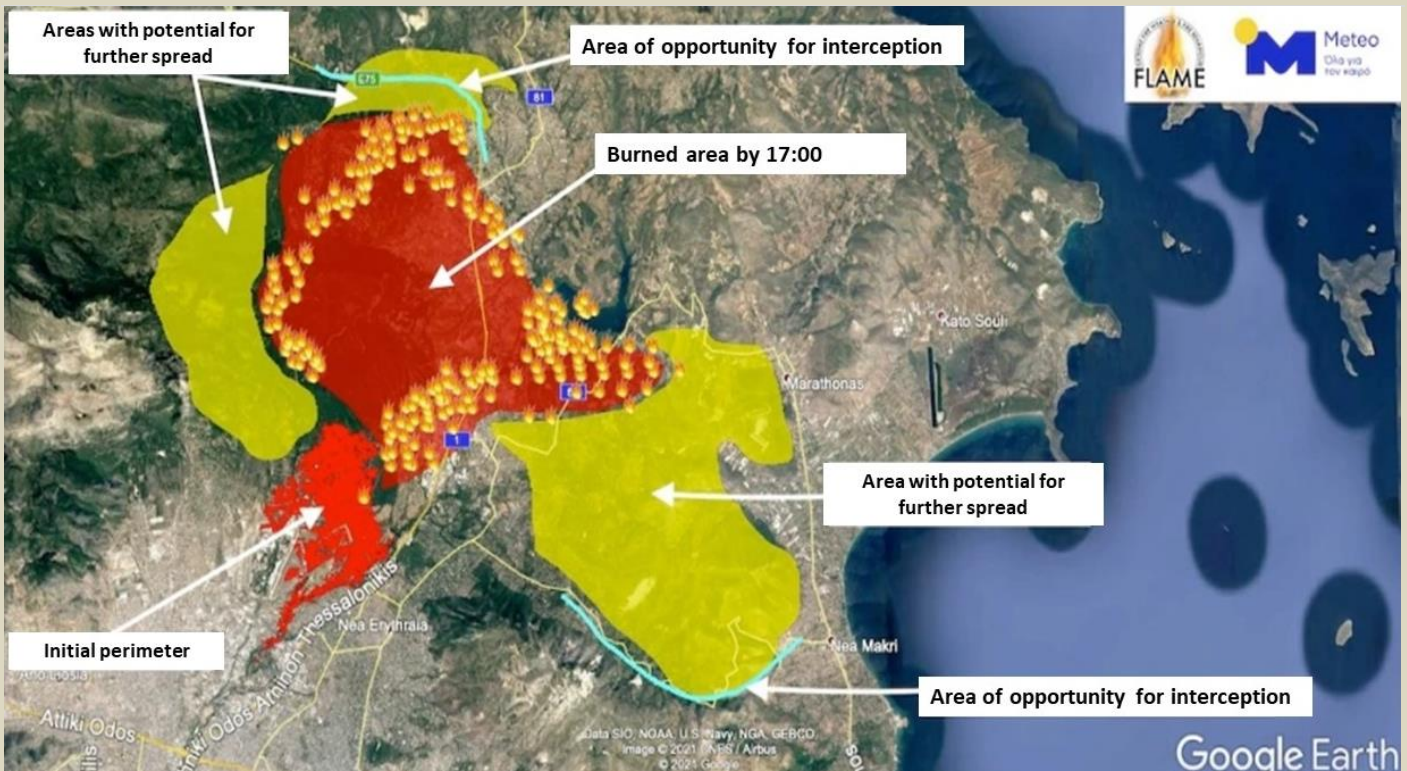 Areas with potential for
further spread
Area of opportunity for interception
FLAME
Meteo
Όλα για
τον καιρό
E75
81
Burned area by 17:00
Kato Souli
Marathonas
1
Area with potential for
further spread
Initial perimeter
Nea Erythraia
Thessalonikis
Nea Makri
Area of opportunity for interception
Attiki Odos
Data SIO, NOAA, U.S. Navy, NGA, GEBCO
Image © 2021 CNES / Airbus
© 2021 Google
Google Earth